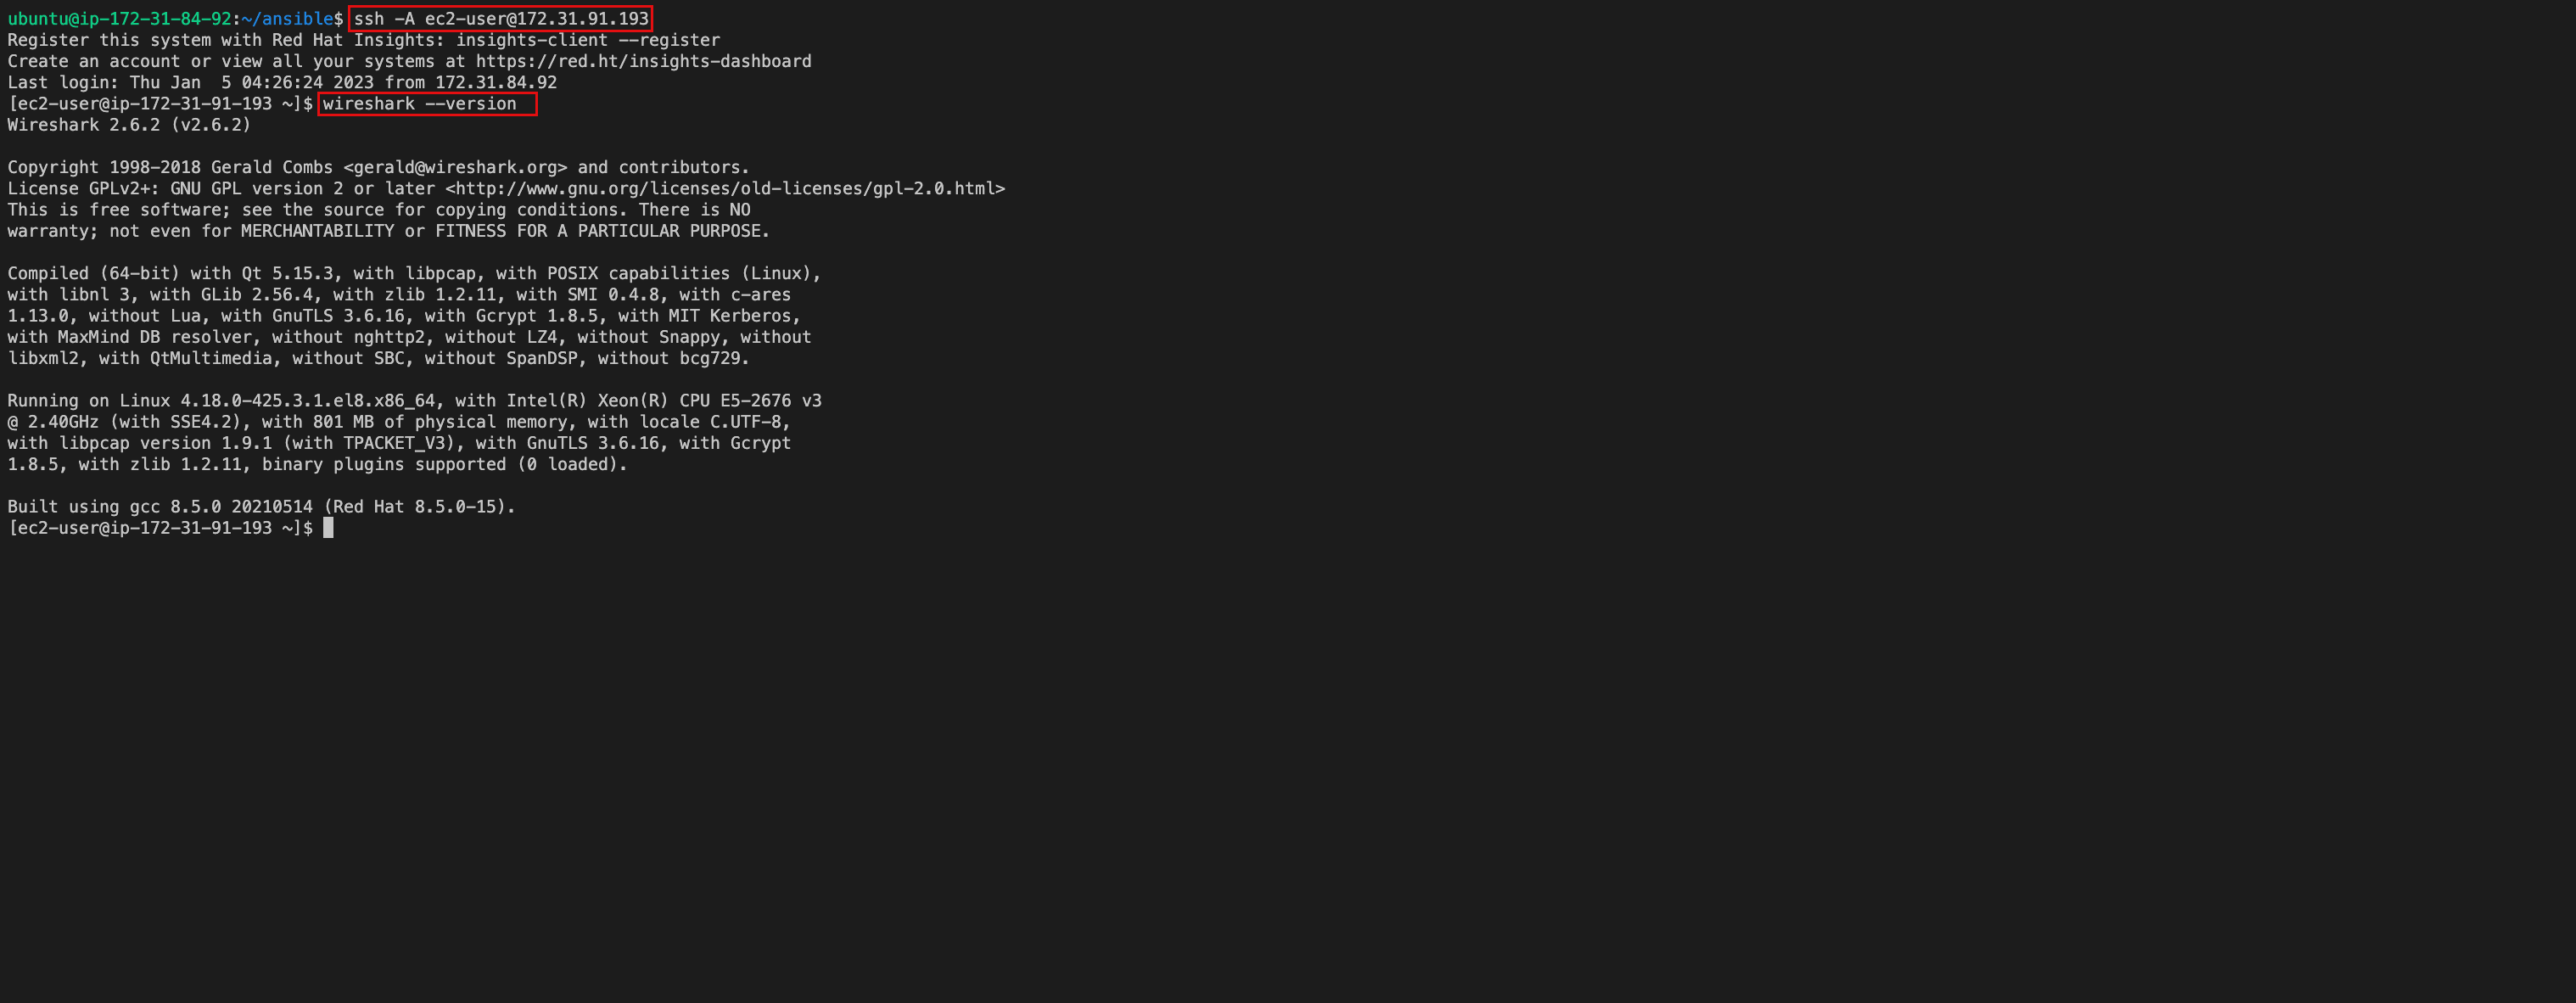 ubuntu@ip-172-31-84-92:~/ansible$ ssh -A ec2-user@172.31.91.193
Register this system with Red Hat Insights: insights-client --register
Create an account or view all your systems at https://red.ht/insights-dashboard
Last login: Thu Jan  5 04:26:24 2023 from 172.31.84.92
[ec2-user@ip-172-31-91-193 ~]$ wireshark --version
Wireshark 2.6.2 (v2.6.2)

Copyright 1998-2018 Gerald Combs <gerald@wireshark.org> and contributors.
License GPLv2+: GNU GPL version 2 or later <http://www.gnu.org/licenses/old-licenses/gpl-2.0.html>
This is free software; see the source for copying conditions. There is NO
warranty; not even for MERCHANTABILITY or FITNESS FOR A PARTICULAR PURPOSE.

Compiled (64-bit) with Qt 5.15.3, with libpcap, with POSIX capabilities (Linux),
with libnl 3, with GLib 2.56.4, with zlib 1.2.11, with SMI 0.4.8, with c-ares
1.13.0, without Lua, with GnuTLS 3.6.16, with Gcrypt 1.8.5, with MIT Kerberos,
with MaxMind DB resolver, without nghttp2, without LZ4, without Snappy, without
libxml2, with QtMultimedia, without SBC, without SpanDSP, without bcg729.

Running on Linux 4.18.0-425.3.1.el8.x86_64, with Intel(R) Xeon(R) CPU E5-2676 v3
@ 2.40GHz (with SSE4.2), with 801 MB of physical memory, with locale C.UTF-8,
with libpcap version 1.9.1 (with TPACKET_V3), with GnuTLS 3.6.16, with Gcrypt
1.8.5, with zlib 1.2.11, binary plugins supported (0 loaded).

Built using gcc 8.5.0 20210514 (Red Hat 8.5.0-15).
[ec2-user@ip-172-31-91-193 ~]$